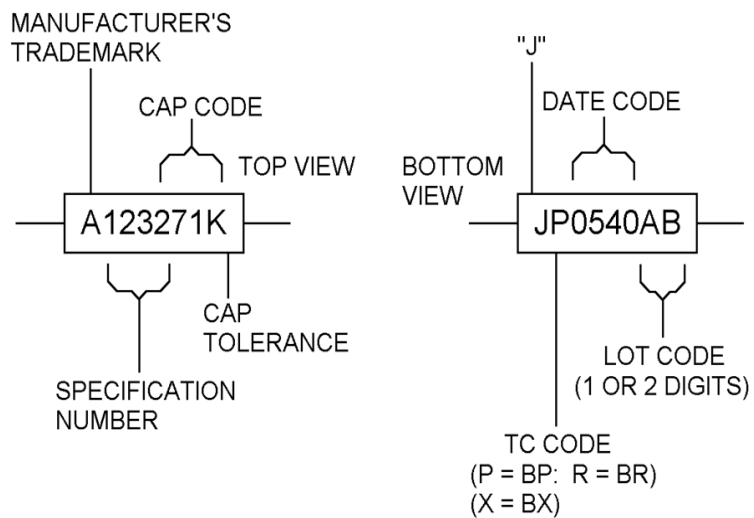 MANUFACTURER'S
TRADEMARK
CAP CODE
TOP VIEW
A123271K
SPECIFICATION
NUMBER
CAP
TOLERANCE
"J"
DATE CODE
BOTTOM
VIEW
JP0540AB
LOT CODE
(1 OR 2 DIGITS)
TC CODE
(P = BP: R = BR)
(X = BX)